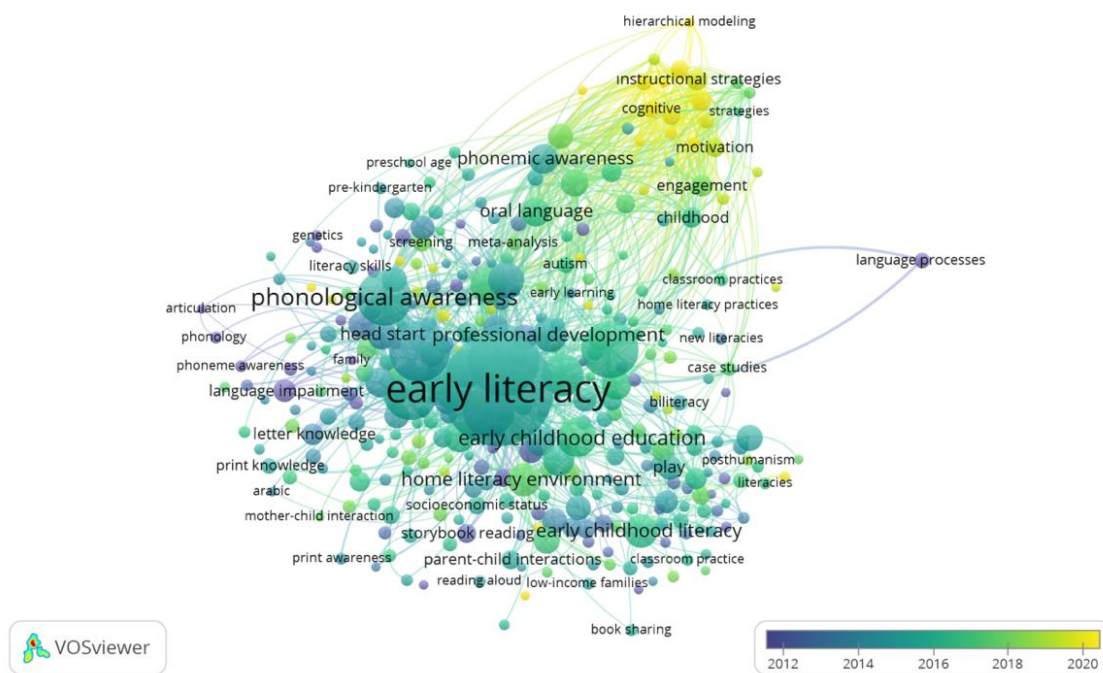 hierarchical modeling
instructional strategies
cognitive
strategies
motivation
phonemic awareness
preschool age
engagement
pre-kindergarten
oral language
childhood
genetics
screening
meta-analysis
language processes
literacy skills
autism
classroom practices
phonological awareness
early learning
home literacy practices
articulation
head start
professional development
new literacies
phonology
family
phoneme awareness
case studies
language impairment
early literacy
biliteracy
letter knowledge
early childhood education
print knowledge
play
posthumanism
arabic
home literacy environment
literacies
socioeconomic status
mother-child interaction
storybook reading
early childhood literacy
print awareness
parent-child interactions
classroom practice
reading aloud
low-income families
book sharing
VOSviewer
2012 2014 2016 2018 2020